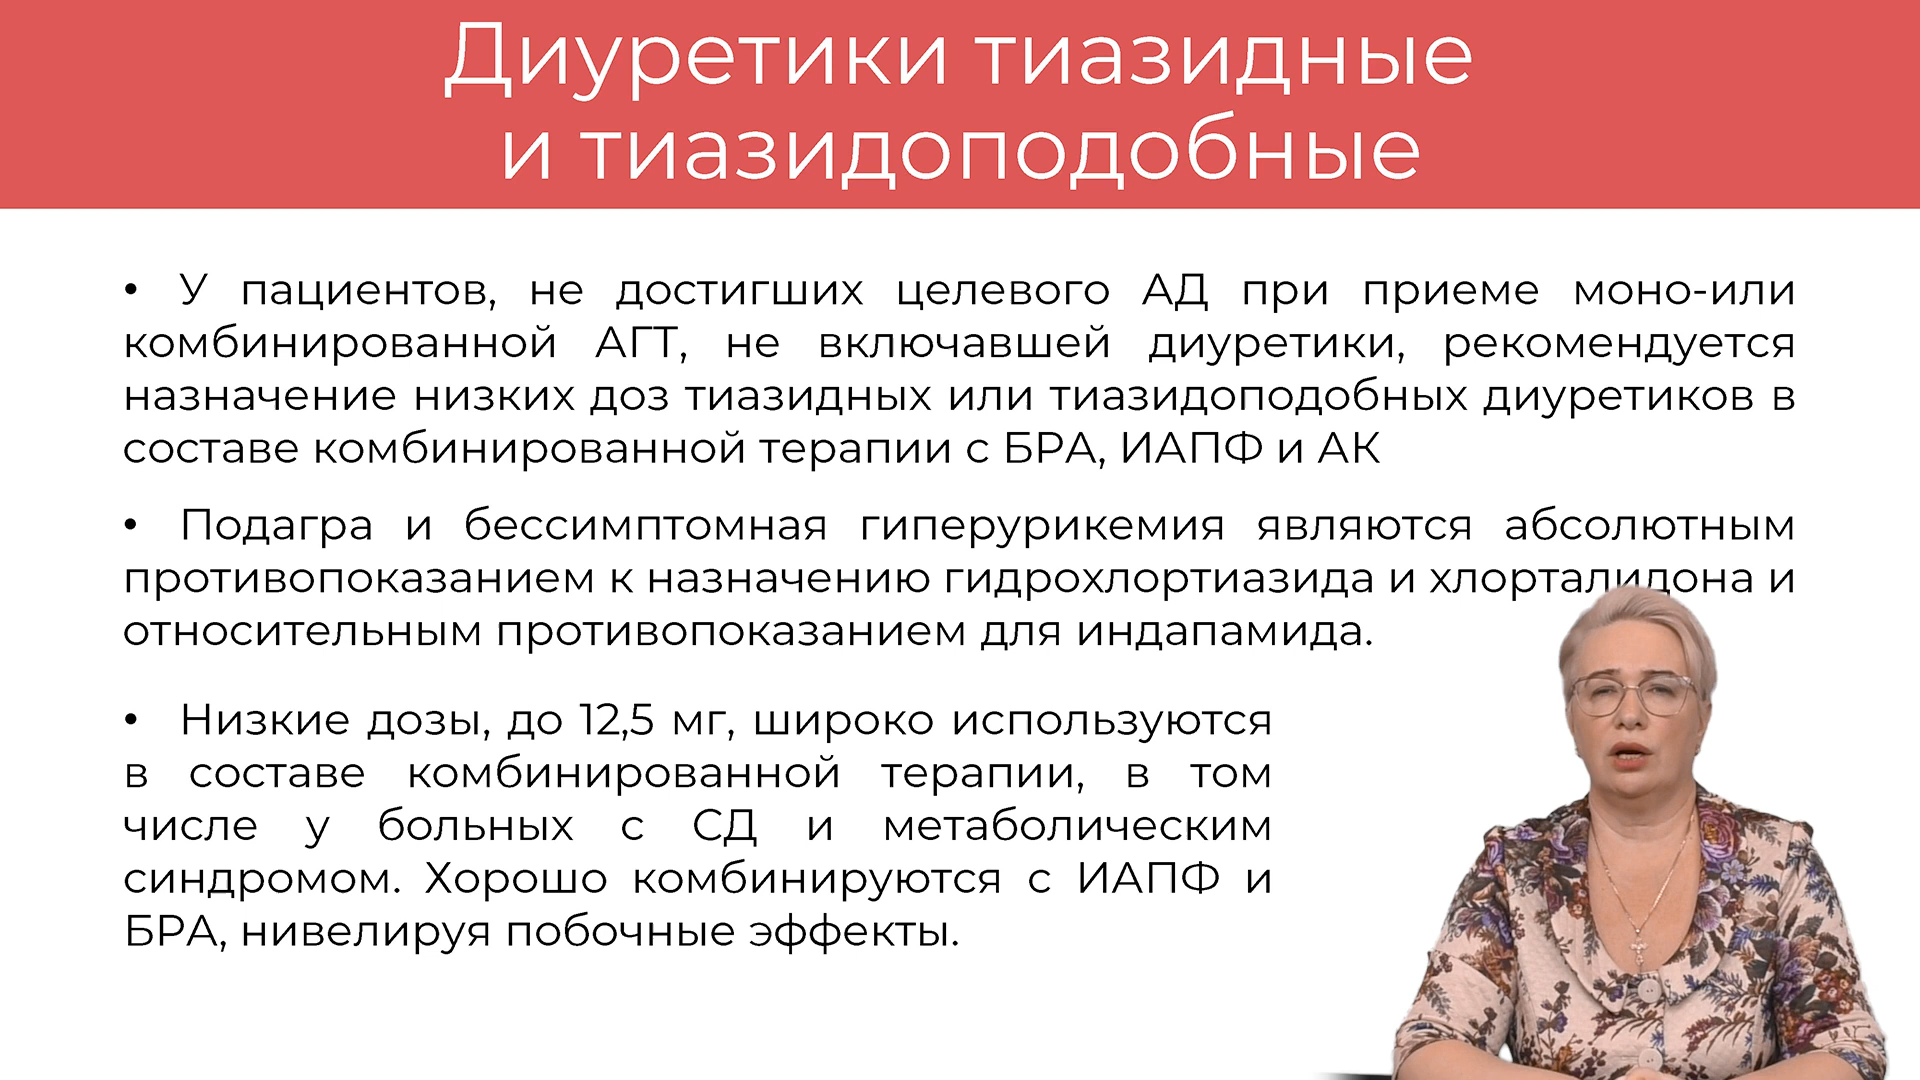 Диуретики тиазидные
и тиазидоподобные
• У пациентов, не достигших целевого АД при приеме моно-или
комбинированной АГТ, не включавшей диуретики, рекомендуется
назначение низких доз тиазидных или тиазидоподобных диуретиков в
составе комбинированной терапии с БРА, ИАПФ и АК
• Подагра и бессимптомная гиперурикемия являются абсолютным
противопоказанием к назначению гидрохлортиазида и хлорталидона и
относительным противопоказанием для индапамида.
• Низкие дозы, до 12,5 мг, широко используются
в составе комбинированной терапии, в том
числе у больных с СД и метаболическим
синдромом. Хорошо комбинируются с ИАПФ и
БРА, нивелируя побочные эффекты.